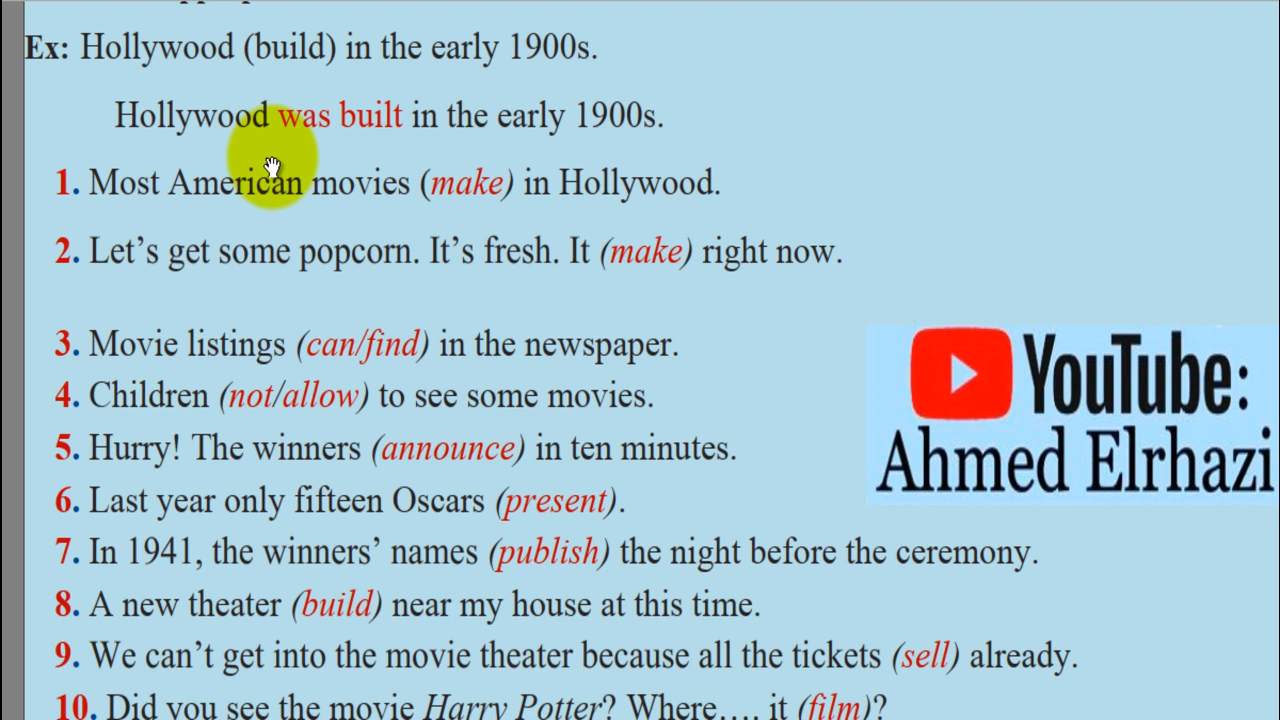 Ex: Hollywood (build) in the early 1900s.
Hollywood was built in the early 1900s.
1. Most American movies (make) in Hollywood.
2. Let’s get some popcorn. It’s fresh. It (make) right now.
3. Movie listings (can/find) in the newspaper.
4. Children (not/allow) to see some movies.
5. Hurry! The winners (announce) in ten minutes.
6. Last year only fifteen Oscars (present).
7. In 1941, the winners’ names (publish) the night before the ceremony.
8. A new theater (build) near my house at this time.
9. We can’t get into the movie theater because all the tickets (sell) already.
10. Did you see the movie Harry Potter? Where…. it (film)?
YouTube:
Ahmed Elrhazi